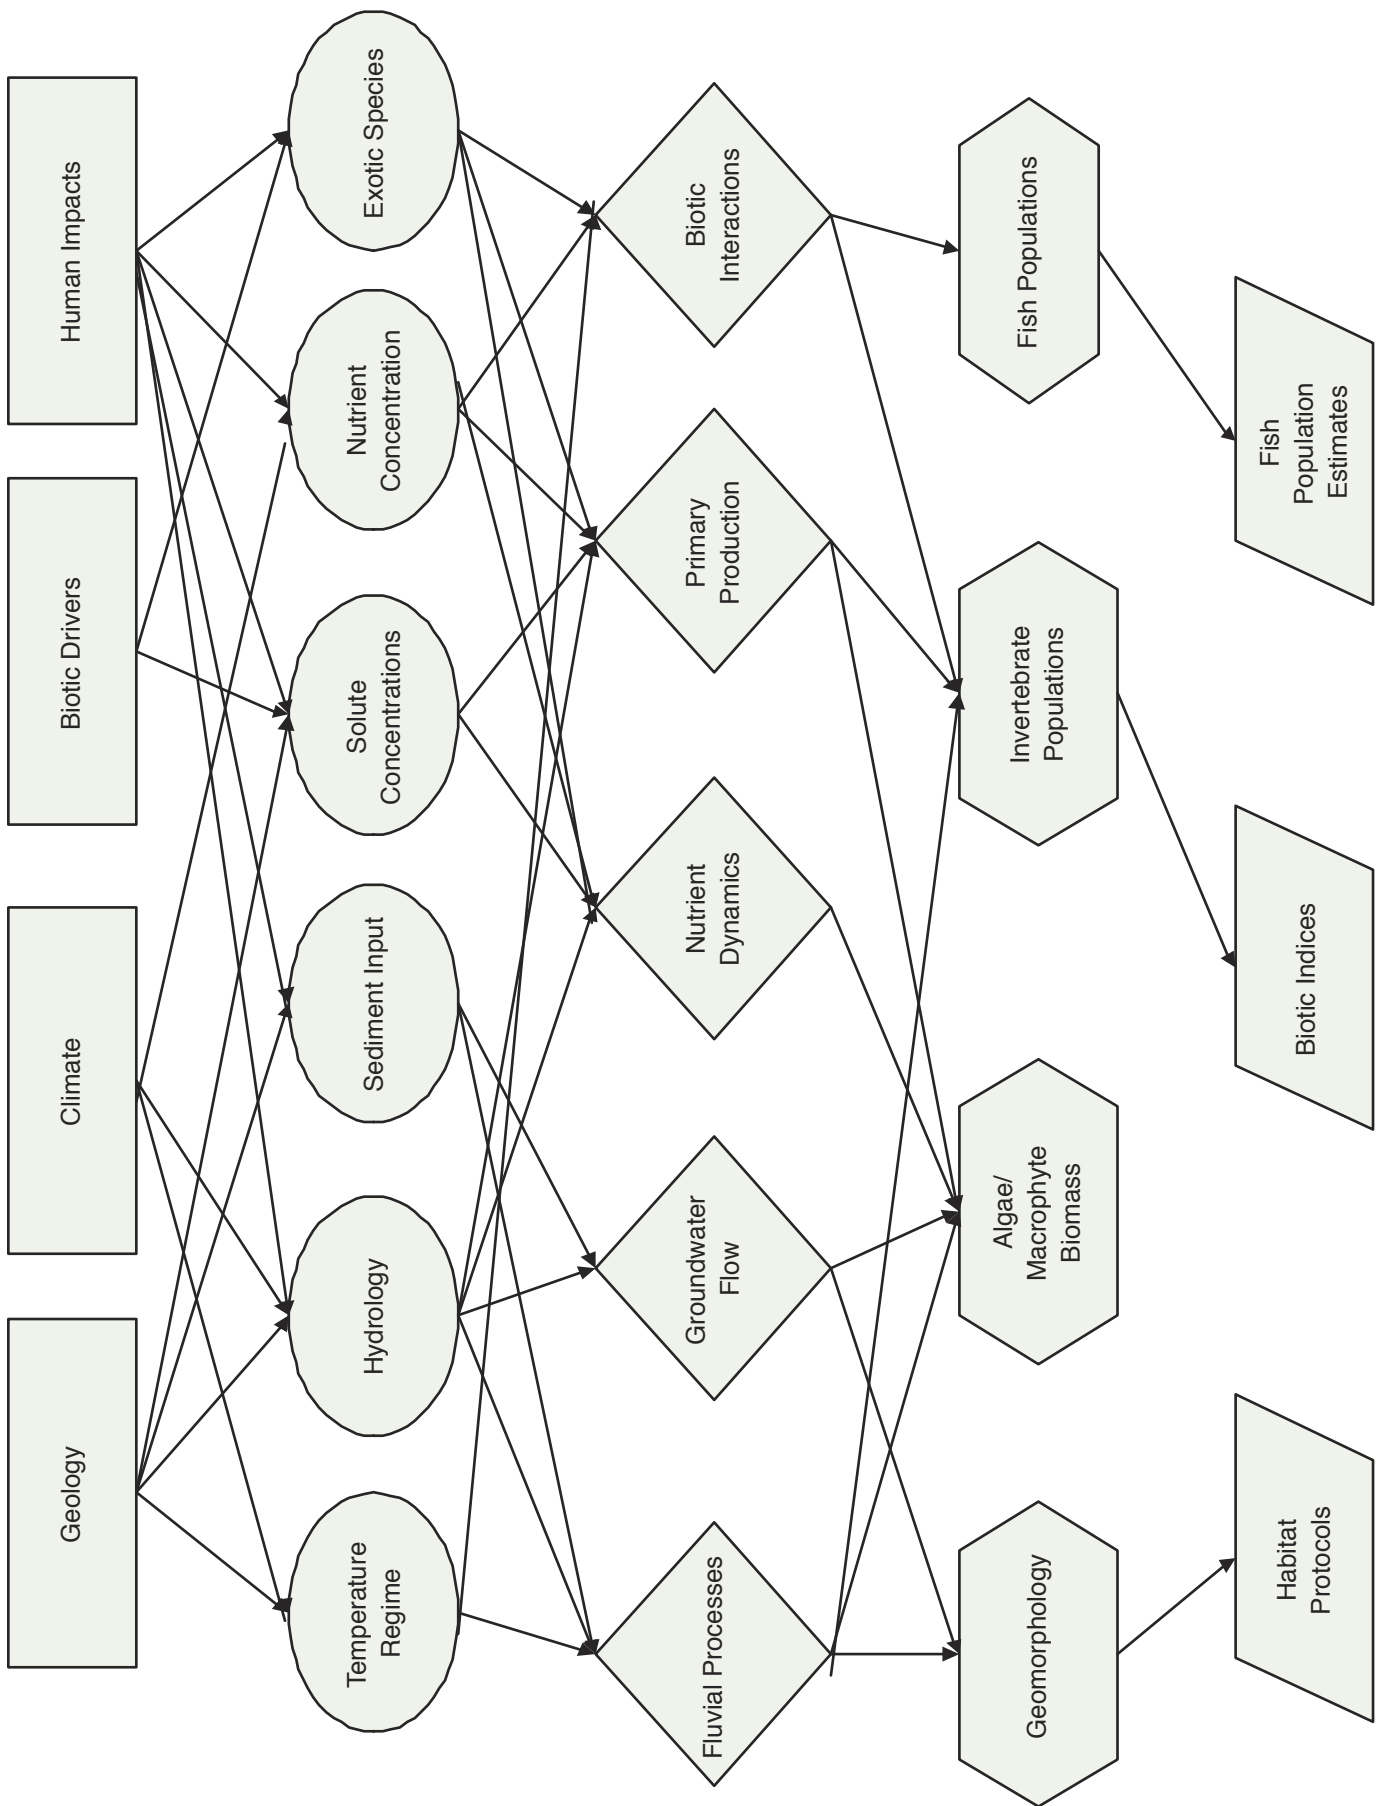 Geology
Climate
Biotic Drivers
Human Impacts
Temperature
Regime
Hydrology
Sediment Input
Solute
Concentrations
Nutrient
Concentration
Exotic Species
Fluvial Processes
Groundwater
Flow
Nutrient
Dynamics
Primary
Production
Biotic
Interactions
Geomorphology
Algae/
Macrophyte
Biomass
Invertebrate
Populations
Fish Populations
Habitat
Protocols
Biotic Indices
Fish
Population
Estimates